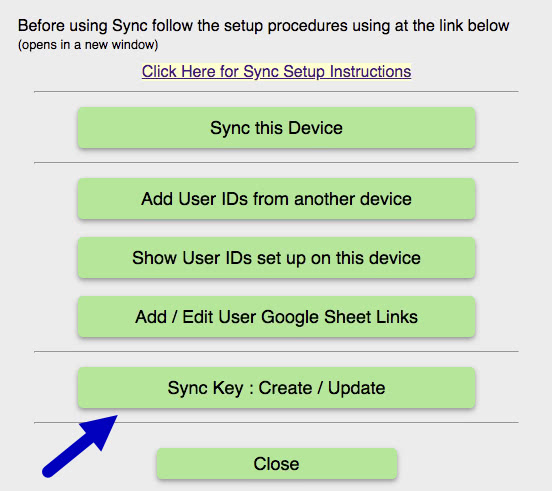 Before using Sync follow the setup procedures using at the link below
(opens in a new window)
Click Here for Sync Setup Instructions
Sync this Device
Add User IDs from another device
Show User IDs set up on this device
Add / Edit User Google Sheet Links
Sync Key : Create / Update
Close